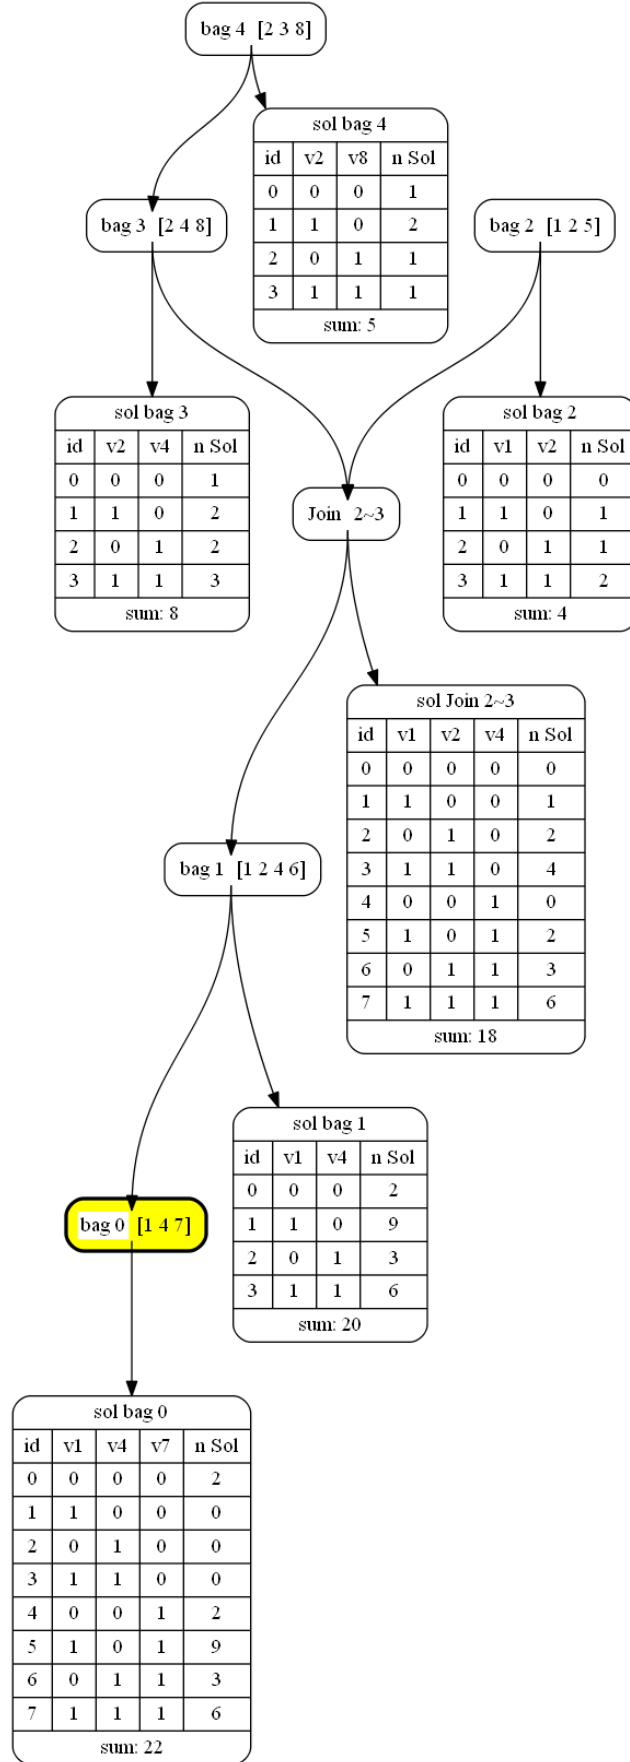 bag 4 [2 3 8]
sol bag 4
id v2 v8 n Sol
0 0 0 1
1 1 0 2
2 0 1 1
3 1 1 1
sum: 5
bag 3 [2 4 8]
bag 2 [1 2 5]
sol bag 3
id v2 v4 n Sol
0 0 0 1
1 1 0 2
2 0 1 2
3 1 1 3
sum: 8
sol bag 2
id v1 v2 n Sol
0 0 0 0
1 1 0 1
2 0 1 1
3 1 1 2
sum: 4
Join 2~3
sol Join 2~3
id v1 v2 v4 n Sol
0 0 0 0 0
1 1 0 0 1
2 0 1 0 2
3 1 1 0 4
4 0 0 1 0
5 1 0 1 2
6 0 1 1 3
7 1 1 1 6
sum: 18
bag 1 [1 2 4 6]
sol bag 1
id v1 v4 n Sol
0 0 0 2
1 1 0 9
2 0 1 3
3 1 1 6
sum: 20
bag 0 [1 4 7]
sol bag 0
id v1 v4 v7 n Sol
0 0 0 0 2
1 1 0 0 0
2 0 1 0 0
3 1 1 0 0
4 0 0 1 2
5 1 0 1 9
6 0 1 1 3
7 1 1 1 6
sum: 22